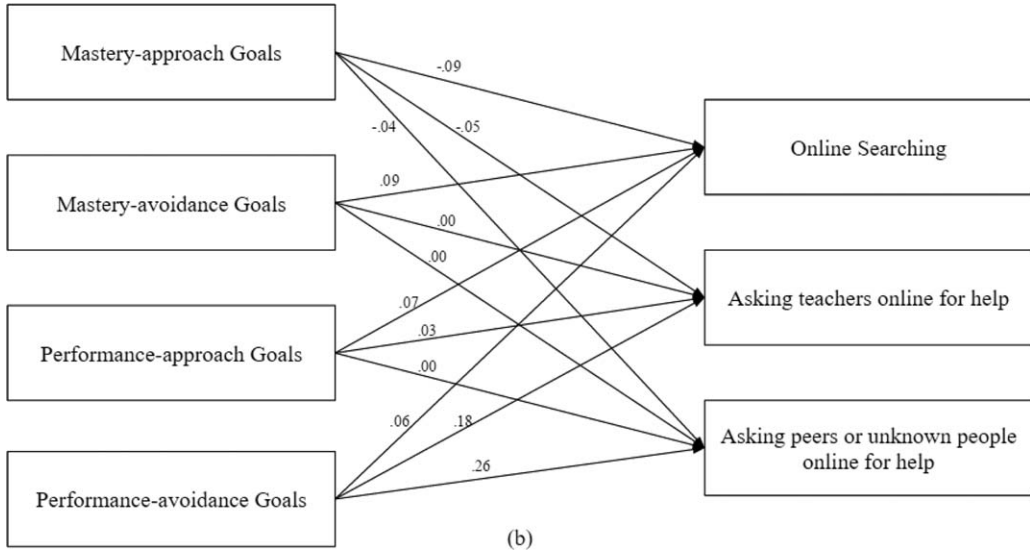 Mastery-approach Goals
-.09
-.04
-.05
Online Searching
Mastery-avoidance Goals
.09
.00
.00
Asking teachers online for help
Performance-approach Goals
.07
.03
.00
Asking peers or unknown people
online for help
Performance-avoidance Goals
.06
.18
.26
(b)